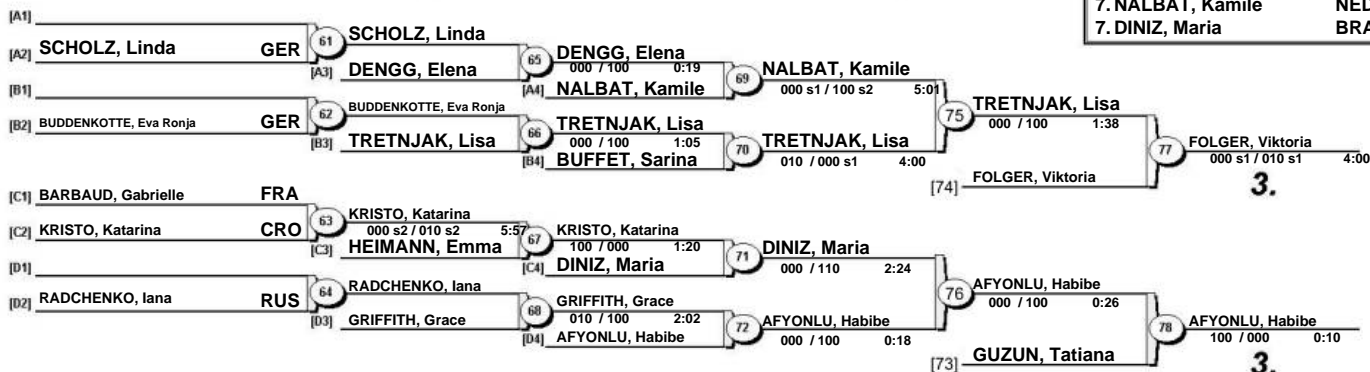 7. NALBAT, Kamile NED
7. DINIZ, Maria BRA
[A1]
[A2] SCHOLZ, Linda GER
61
SCHOLZ, Linda
[A3] DENGG, Elena
65
DENGG, Elena
000 / 100 0:19
[A4] NALBAT, Kamile
69
NALBAT, Kamile
000 s1 / 100 s2 5:01
[B1]
[B2] BUDDENKOTTE, Eva Ronja GER
62
BUDDENKOTTE, Eva Ronja
[B3] TRETNJAK, Lisa
66
TRETNJAK, Lisa
000 / 100 1:05
[B4] BUFFET, Sarina
70
TRETNJAK, Lisa
010 / 000 s1 4:00
75
TRETNJAK, Lisa
000 / 100 1:38
[74] FOLGER, Viktoria
77
FOLGER, Viktoria
000 s1 / 010 s1 4:00
3.
[C1] BARBAUD, Gabrielle FRA
[C2] KRISTO, Katarina CRO
63
KRISTO, Katarina
000 s2 / 010 s2 5:57
[C3] HEIMANN, Emma
67
KRISTO, Katarina
100 / 000 1:20
[C4] DINIZ, Maria
71
DINIZ, Maria
000 / 110 2:24
[D1]
[D2] RADCHENKO, Iana RUS
64
RADCHENKO, Iana
[D3] GRIFFITH, Grace
68
GRIFFITH, Grace
010 / 100 2:02
[D4] AFYONLU, Habibe
72
AFYONLU, Habibe
000 / 100 0:18
76
AFYONLU, Habibe
000 / 100 0:26
[73] GUZUN, Tatiana
78
AFYONLU, Habibe
100 / 000 0:10
3.